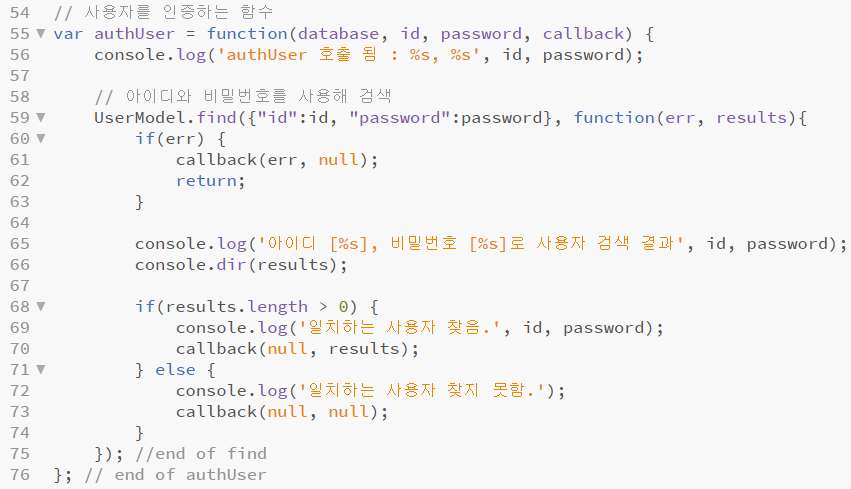 54 // 사용자를 인증하는 함수
55 ▼ var authUser = function(database, id, password, callback) {
56 console.log('authUser 호출 됨 : %s, %s', id, password);
57
58 // 아이디와 비밀번호를 사용해 검색
59 ▼ UserModel.find({"id":id, "password":password}, function(err, results){
60 ▼ if(err) {
61 callback(err, null);
62 return;
63 }
64
65 console.log('아이디 [%s], 비밀번호 [%s]로 사용자 검색 결과', id, password);
66 console.dir(results);
67
68 ▼ if(results.length > 0) {
69 console.log('일치하는 사용자 찾음.', id, password);
70 callback(null, results);
71 ▼ } else {
72 console.log('일치하는 사용자 찾지 못함.');
73 callback(null, null);
74 }
75 }); //end of find
76 }; // end of authUser